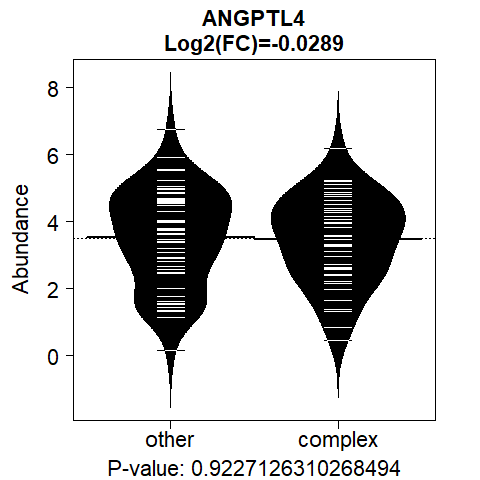 ANGPTL4
Log2(FC)=-0.0289
Abundance
8
6
4
2
0
other complex
P-value: 0.9227126310268494